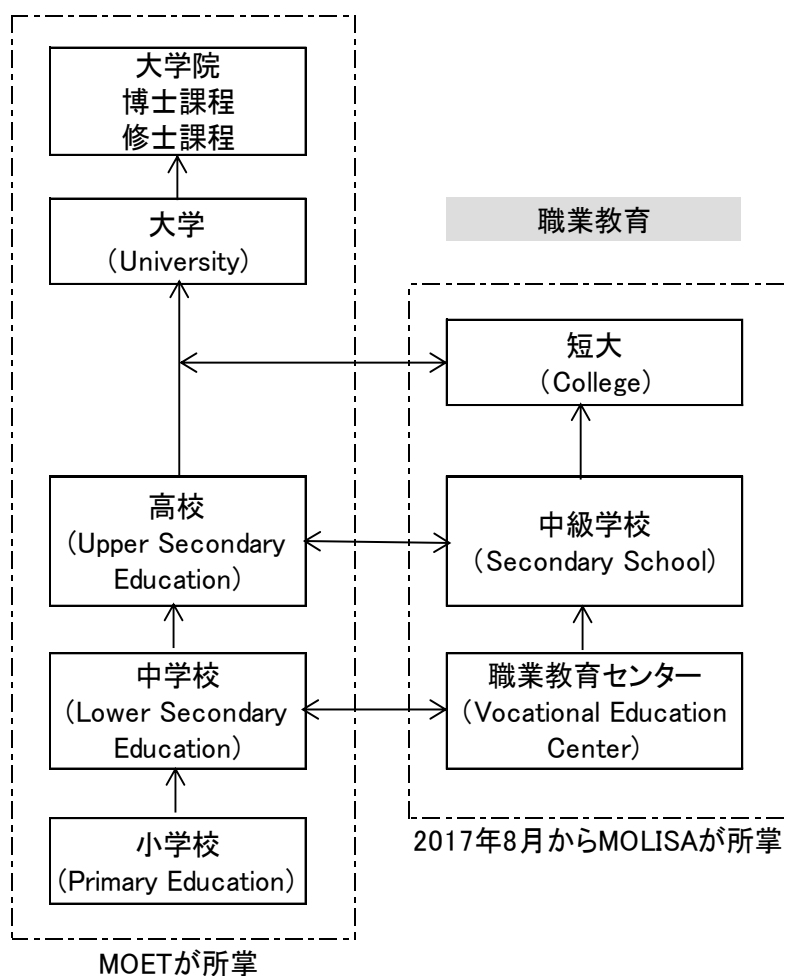 大学院
博士課程
修士課程
大学
（University）
高校
（Upper Secondary
Education）
中学校
（Lower Secondary
Education）
小学校
（Primary Education）
MOETが所掌
職業教育
短大
（College）
中級学校
（Secondary School）
職業教育センター
（Vocational Education
Center）
2017年8月からMOLISAが所掌